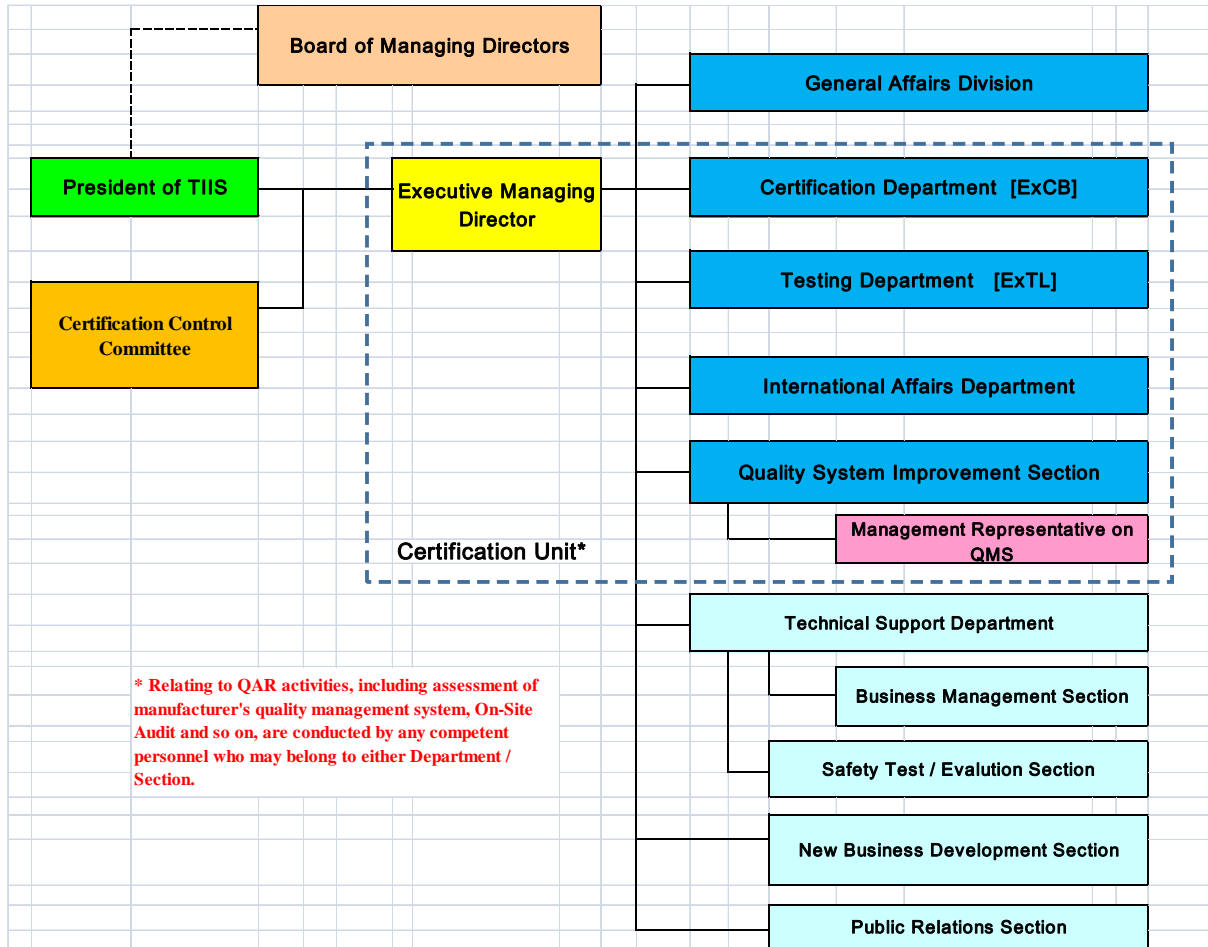 Board of Managing Directors
General Affairs Division
President of TIIS
Executive Managing
Director
Certification Department [ExCB]
Testing Department [ExTL]
Certification Control
Committee
International Affairs Department
Quality System Improvement Section
Management Representative on
QMS
Certification Unit*
Technical Support Department
* Relating to QAR activities, including assessment of
manufacturer's quality management system, On-Site
Audit and so on, are conducted by any competent
personnel who may belong to either Department /
Section.
Business Management Section
Safety Test / Evalution Section
New Business Development Section
Public Relations Section